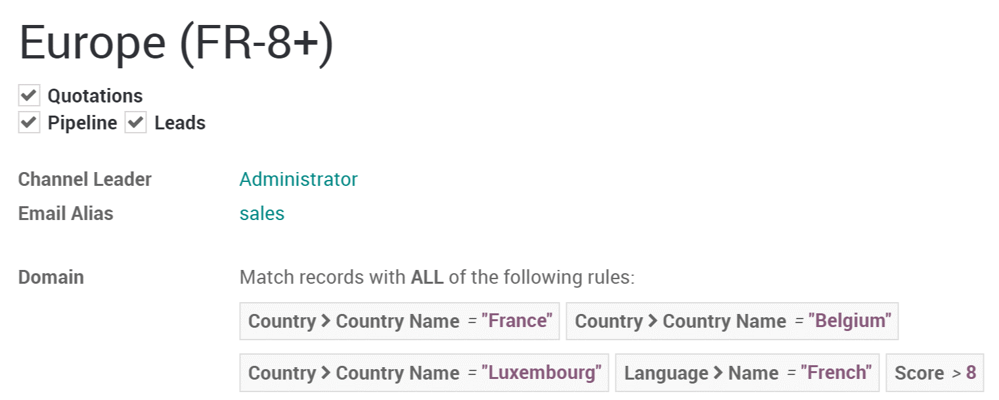 Europe (FR-8+)
Quotations
Pipeline Leads
Channel Leader Administrator
Email Alias sales
Domain Match records with ALL of the following rules:
Country > Country Name = "France" Country > Country Name = "Belgium"
Country > Country Name = "Luxembourg" Language > Name = "French" Score > 8